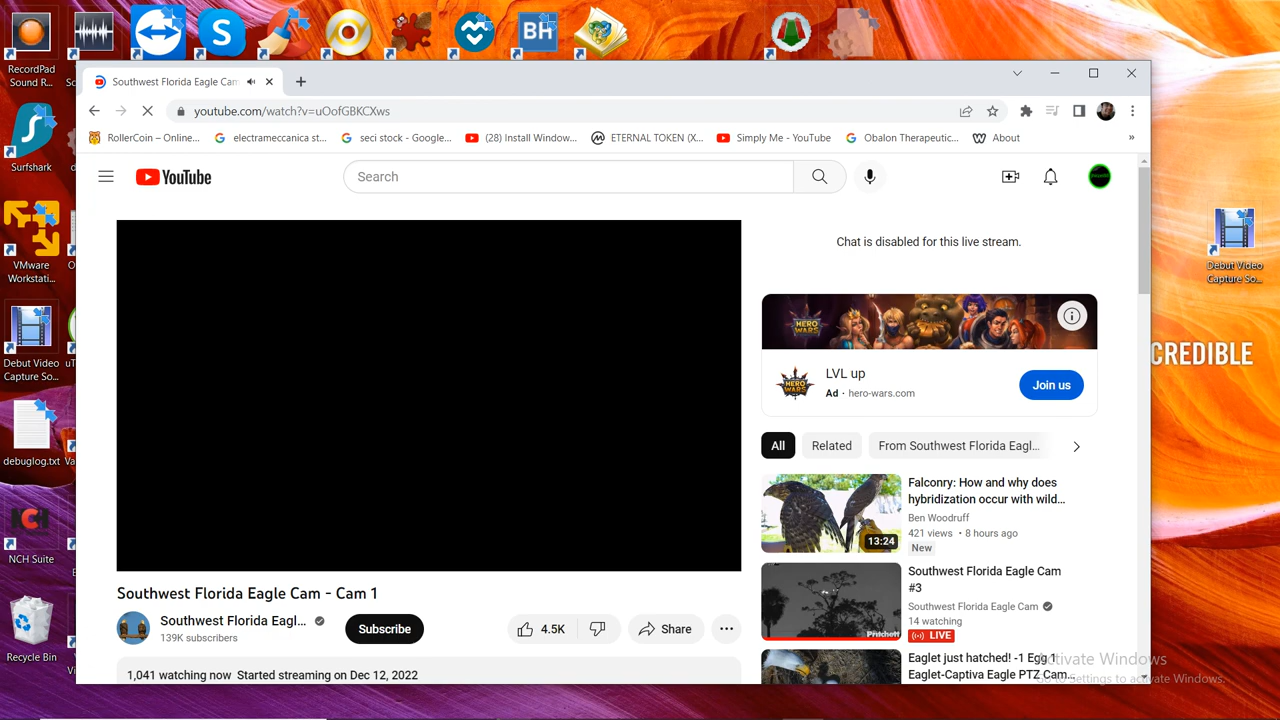 BH
RecordPad
Sound R...
Surfshark
VMware
Workstati...
Debut Video
Capture So...
debuglog.txt
NCH
NCH Suite
Recycle Bin
Southwest Florida Eagle Cam
youtube.com/watch?v=uOofGBKCXws
RollerCoin – Online...
electrameccanica st...
seci stock - Google...
(28) Install Window...
ETERNAL TOKEN (X...
Simply Me - YouTube
Obalon Therapeutic...
About
YouTube
Search
Chat is disabled for this live stream.
HERO
WARS
LVL up
Ad · hero-wars.com
Join us
All
Related
From Southwest Florida Eagl...
Falconry: How and why does
hybridization occur with wild...
Ben Woodruff
421 views • 8 hours ago
New
13:24
Southwest Florida Eagle Cam
#3
Southwest Florida Eagle Cam
14 watching
LIVE
Pritchett
Eaglet just hatched! -1 Egg 1
Eaglet-Captiva Eagle PTZ Cam...
Southwest Florida Eagle Cam - Cam 1
Southwest Florida Eagl...
139K subscribers
Subscribe
4.5K
Share
1,041 watching now Started streaming on Dec 12, 2022
Debut Video
Capture So...
CREDIBLE
Activate Windows
Go to Settings to activate Windows.